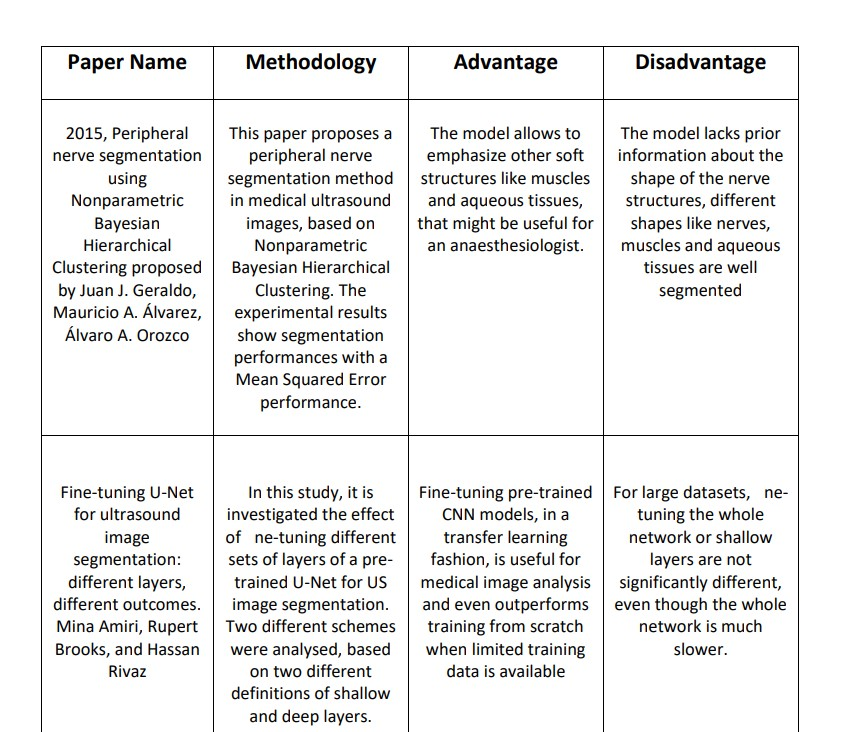 Paper Name
Methodology
Advantage
Disadvantage
2015, Peripheral
nerve segmentation
using
Nonparametric
Bayesian
Hierarchical
Clustering proposed
by Juan J. Geraldo,
Mauricio A. Álvarez,
Álvaro A. Orozco
This paper proposes a
peripheral nerve
segmentation method
in medical ultrasound
images, based on
Nonparametric
Bayesian Hierarchical
Clustering. The
experimental results
show segmentation
performances with a
Mean Squared Error
performance.
The model allows to
emphasize other soft
structures like muscles
and aqueous tissues,
that might be useful for
an anaesthesiologist.
The model lacks prior
information about the
shape of the nerve
structures, different
shapes like nerves,
muscles and aqueous
tissues are well
segmented
Fine-tuning U-Net
for ultrasound
image
segmentation:
different layers,
different outcomes.
Mina Amiri, Rupert
Brooks, and Hassan
Rivaz
In this study, it is
investigated the effect
of ne-tuning different
sets of layers of a pre-
trained U-Net for US
image segmentation.
Two different schemes
were analysed, based
on two different
definitions of shallow
and deep layers.
Fine-tuning pre-trained
CNN models, in a
transfer learning
fashion, is useful for
medical image analysis
and even outperforms
training from scratch
when limited training
data is available
For large datasets, ne-
tuning the whole
network or shallow
layers are not
significantly different,
even though the whole
network is much
slower.